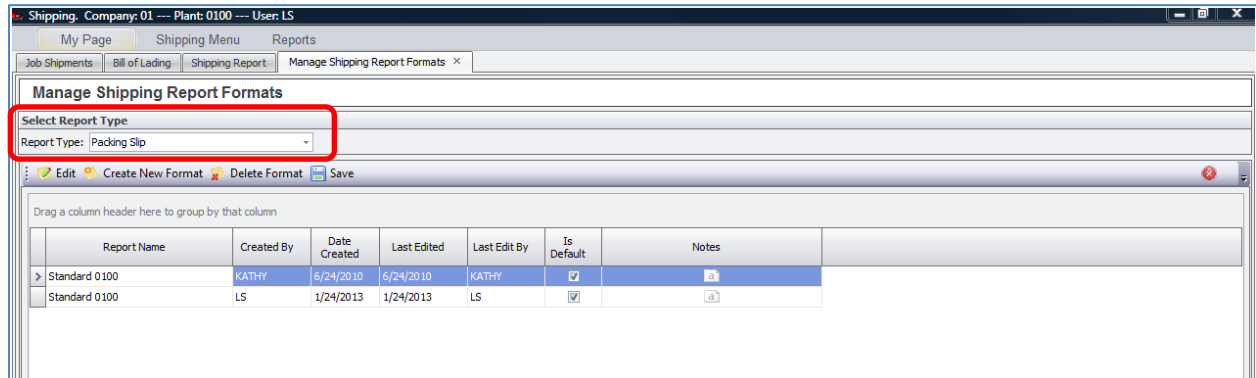 Shipping. Company: 01 --- Plant: 0100 --- User: LS
My Page Shipping Menu Reports
Job Shipments Bill of Lading Shipping Report Manage Shipping Report Formats ×
Manage Shipping Report Formats
Select Report Type
Report Type: Packing Slip
Edit Create New Format Delete Format Save
Drag a column header here to group by that column
Report Name Created By Date Created Last Edited Last Edit By Is Default Notes
Standard 0100 KATHY 6/24/2010 6/24/2010 KATHY a
Standard 0100 LS 1/24/2013 1/24/2013 LS a